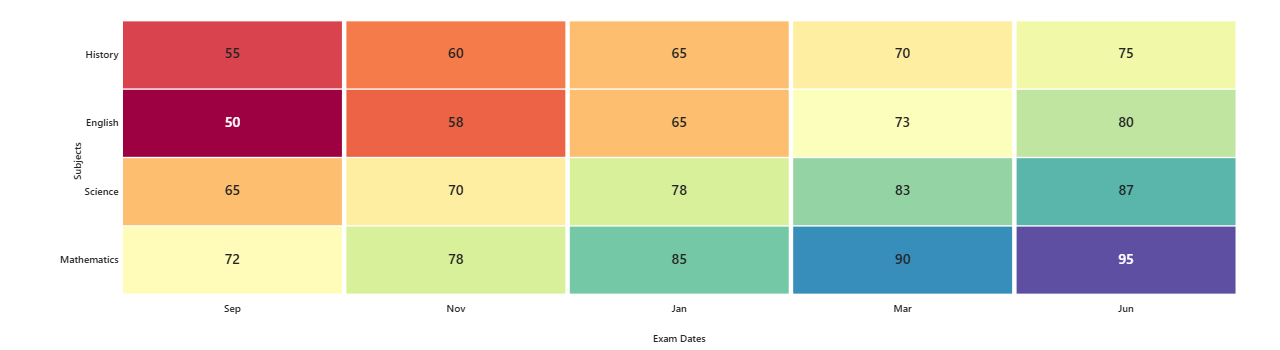 History 55 60 65 70 75
English 50 58 65 73 80
Subjects
Science 65 70 78 83 87
Mathematics 72 78 85 90 95
Sep Nov Jan Mar Jun
Exam Dates